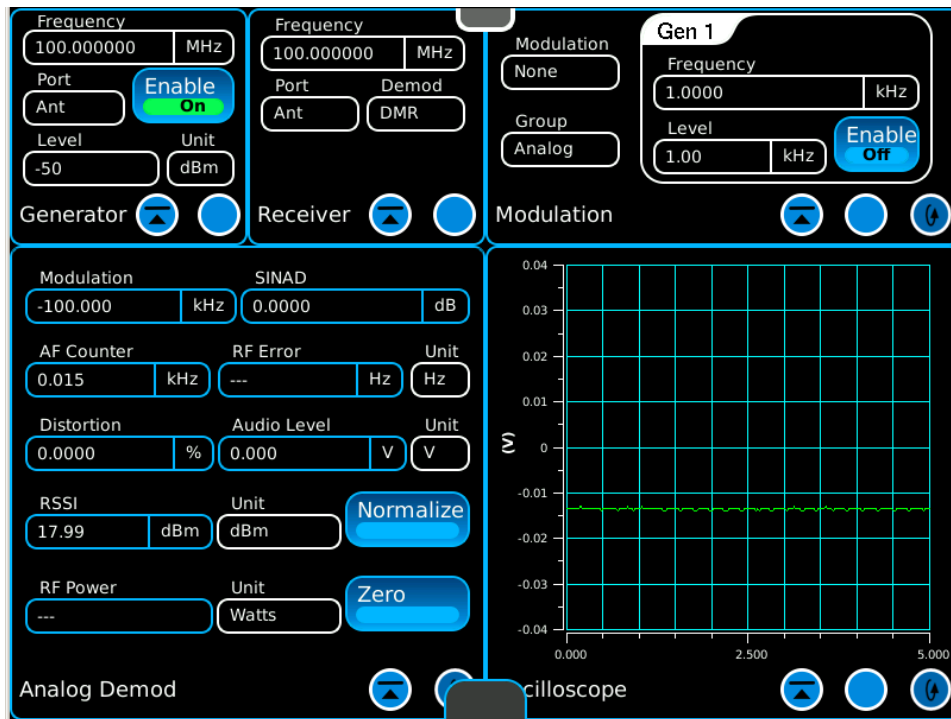 Frequency
100.000000 MHz
Port
Ant
Enable
On
Level Unit
-50 dBm
Generator
Frequency
100.000000 MHz
Port Demod
Ant DMR
Receiver
Modulation
None
Group
Analog
Gen 1
Frequency
1.0000 kHz
Level
1.00 kHz
Enable
Off
Modulation
Modulation SINAD
-100.000 kHz 0.0000 dB
AF Counter RF Error Unit
0.015 kHz --- Hz Hz
Distortion Audio Level Unit
0.0000 % 0.000 V V
RSSI Unit
17.99 dBm dBm
Normalize
RF Power Unit
--- Watts
Zero
Analog Demod
(V)
0.04
0.03
0.02
0.01
0
-0.01
-0.02
-0.03
-0.04
0.000 2.500 5.000
cilloscope